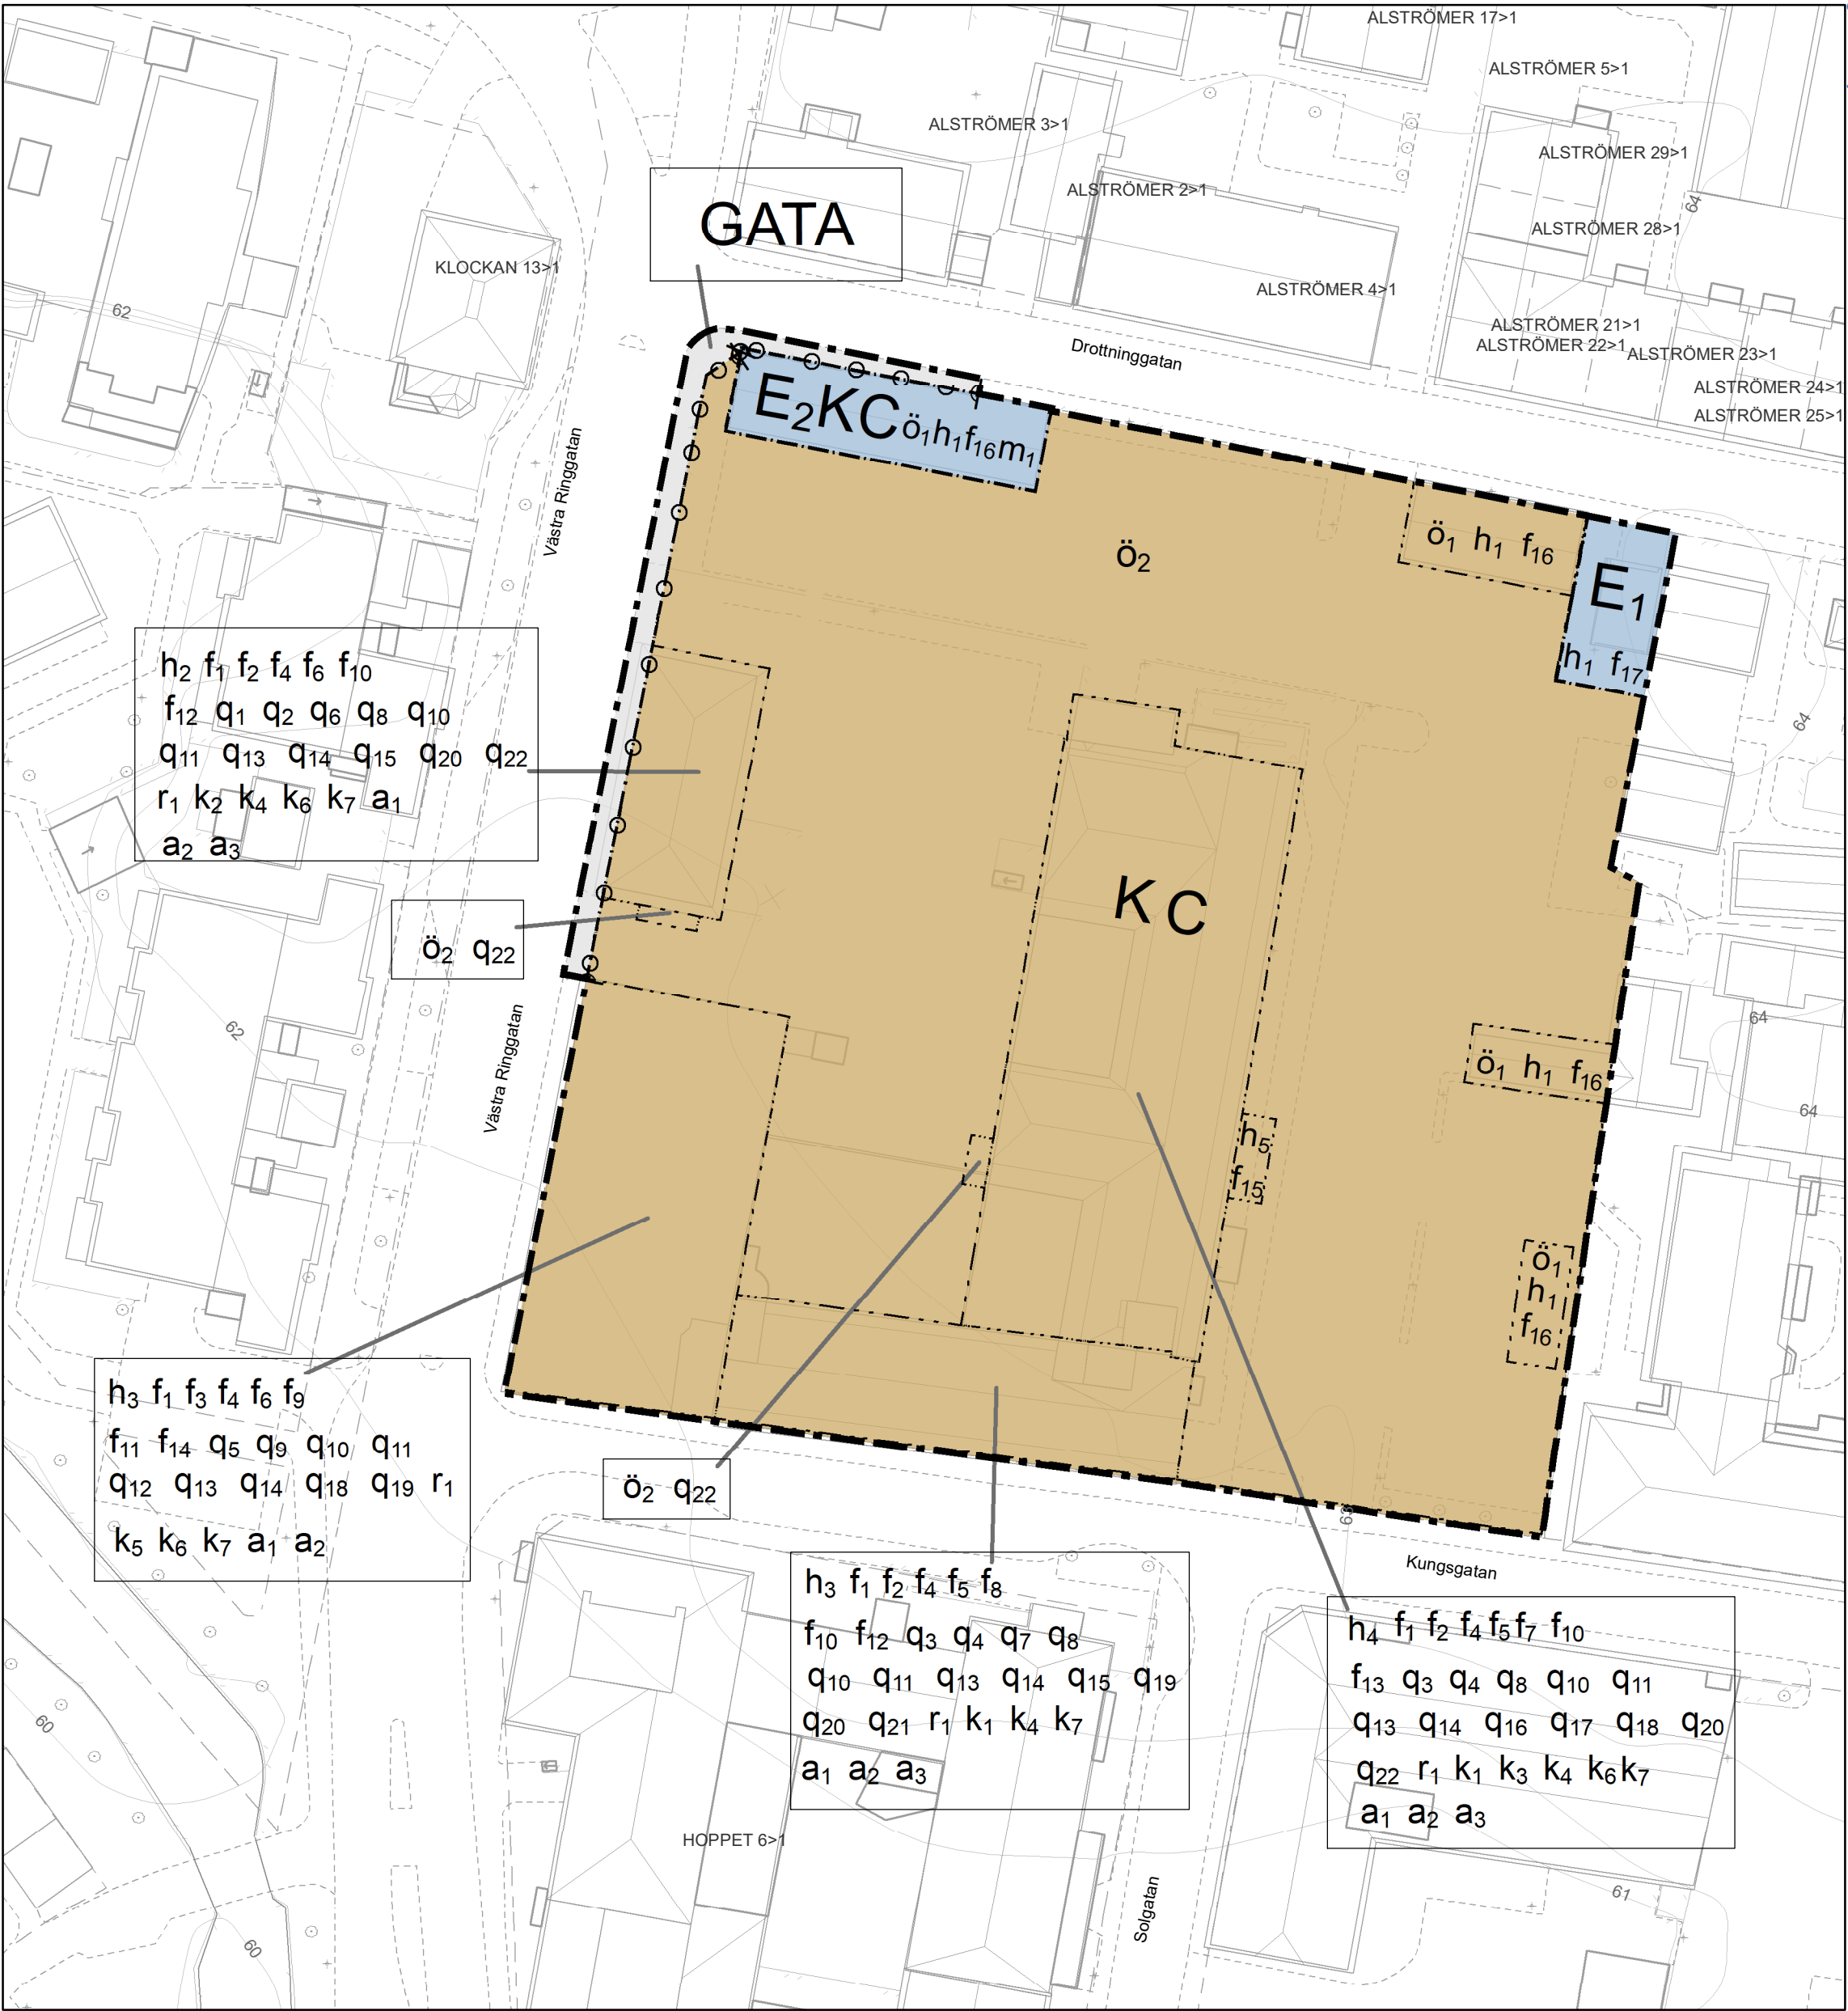 ALSTRÖMER 17>1
ALSTRÖMER 5>1
ALSTRÖMER 3>1
ALSTRÖMER 29>1
ALSTRÖMER 2>1
64
GATA
ALSTRÖMER 28>1
KLOCKAN 13>1
ALSTRÖMER 4>1
62
ALSTRÖMER 21>1
ALSTRÖMER 22>1
ALSTRÖMER 23>1
Drottninggatan
ALSTRÖMER 24>1
ALSTRÖMER 25>1
E₂KC ö₁h₁f₁₆m₁
Västra Ringgatan
ö₂
ö₁ h₁ f₁₆
E₁
h₁ f₁₇
h₂ f₁ f₂ f₄ f₆ f₁₀
f₁₂ q₁ q₂ q₆ q₈ q₁₀
q₁₁ q₁₃ q₁₄ q₁₅ q₂₀ q₂₂
r₁ k₂ k₄ k₆ k₇ a₁
a₂ a₃
64
KC
ö₂ q₂₂
62
Västra Ringgatan
64
ö₁ h₁ f₁₆
64
h₅
f₁₅
ö₁
h₁
f₁₆
h₃ f₁ f₃ f₄ f₆ f₉
f₁₁ f₁₄ q₅ q₉ q₁₀ q₁₁
q₁₂ q₁₃ q₁₄ q₁₈ q₁₉ r₁
k₅ k₆ k₇ a₁ a₂
ö₂ q₂₂
63
Kungsgatan
h₃ f₁ f₂ f₄ f₅ f₈
f₁₀ f₁₂ q₃ q₄ q₇ q₈
q₁₀ q₁₁ q₁₃ q₁₄ q₁₅ q₁₉
q₂₀ q₂₁ r₁ k₁ k₄ k₇
a₁ a₂ a₃
h₄ f₁ f₂ f₄ f₅ f₇ f₁₀
f₁₃ q₃ q₄ q₈ q₁₀ q₁₁
q₁₃ q₁₄ q₁₆ q₁₇ q₁₈ q₂₀
q₂₂ r₁ k₁ k₃ k₄ k₆ k₇
a₁ a₂ a₃
60
HOPPET 6>1
Solgatan
61
60